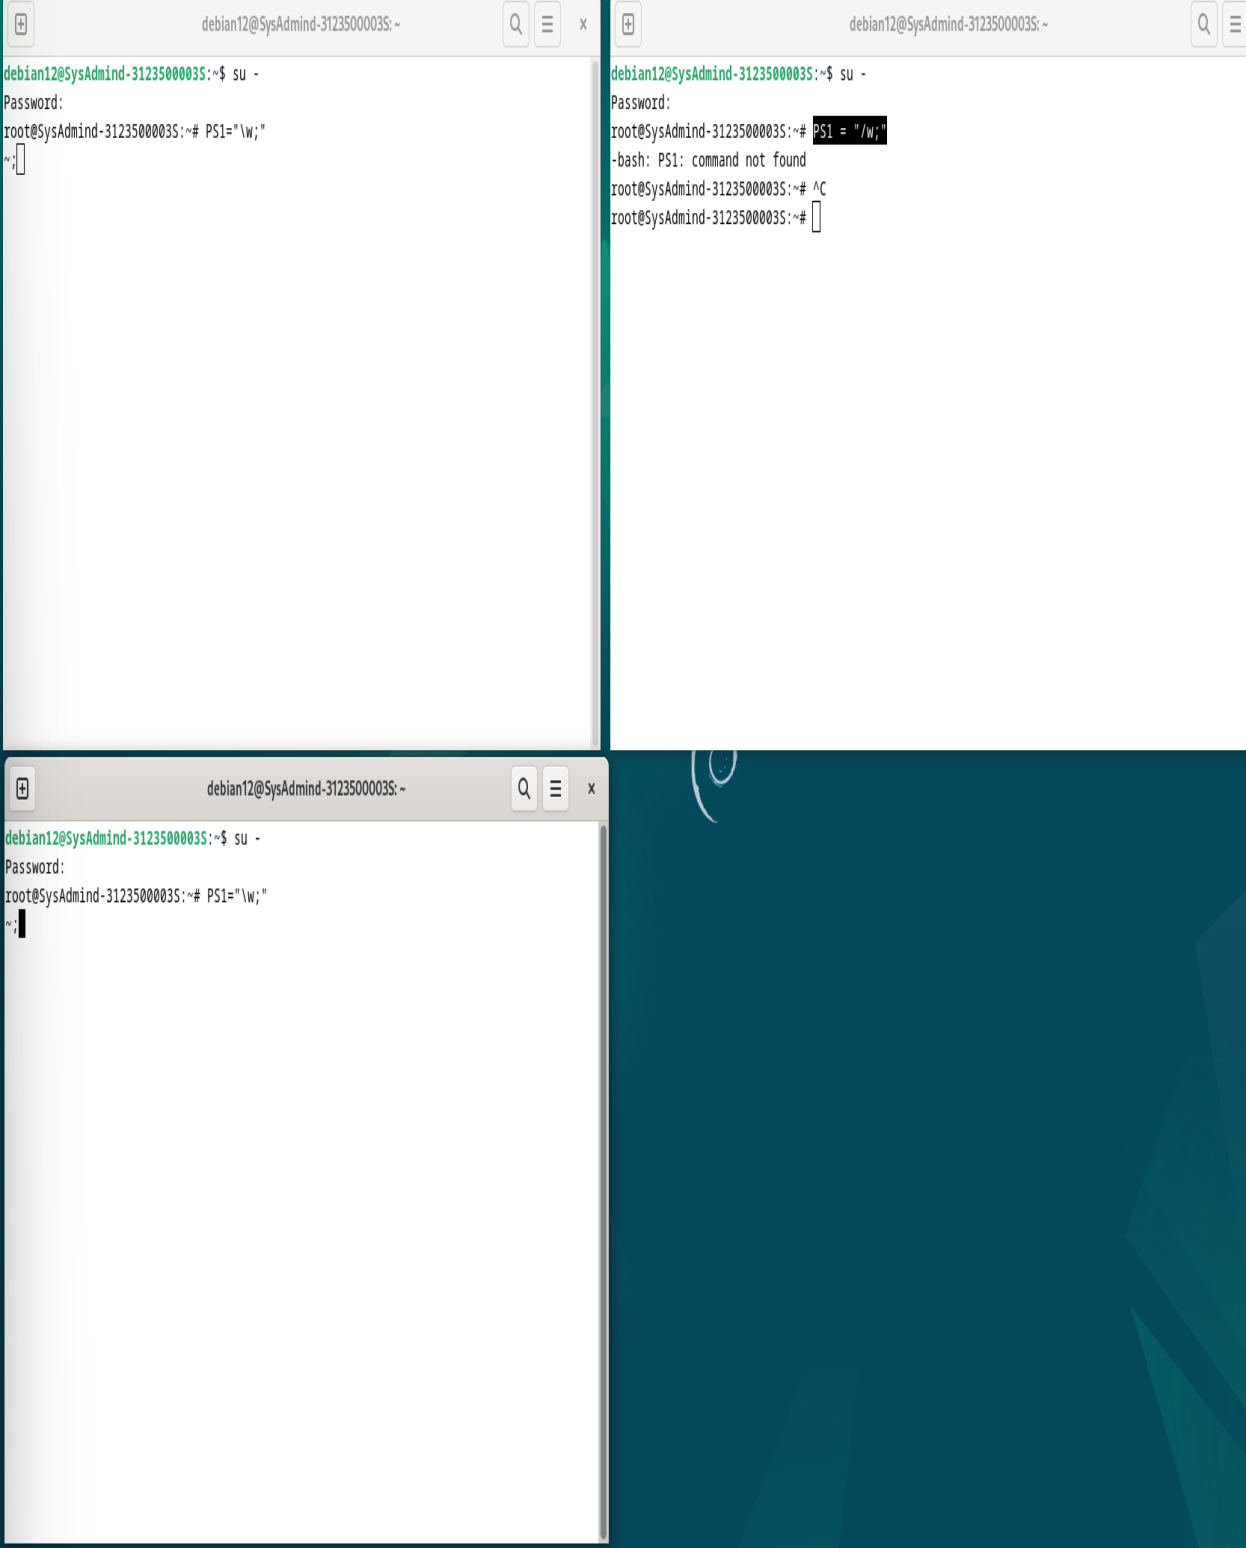 debian12@SysAdmind-3123500003S: ~
debian12@SysAdmind-3123500003S:~$ su -
Password:
root@SysAdmind-3123500003S:~# PS1="\w;"
~;
debian12@SysAdmind-3123500003S: ~
debian12@SysAdmind-3123500003S:~$ su -
Password:
root@SysAdmind-3123500003S:~# PS1 = "/w;"
-bash: PS1: command not found
root@SysAdmind-3123500003S:~# ^C
root@SysAdmind-3123500003S:~#
debian12@SysAdmind-3123500003S: ~
debian12@SysAdmind-3123500003S:~$ su -
Password:
root@SysAdmind-3123500003S:~# PS1="\w;"
~;